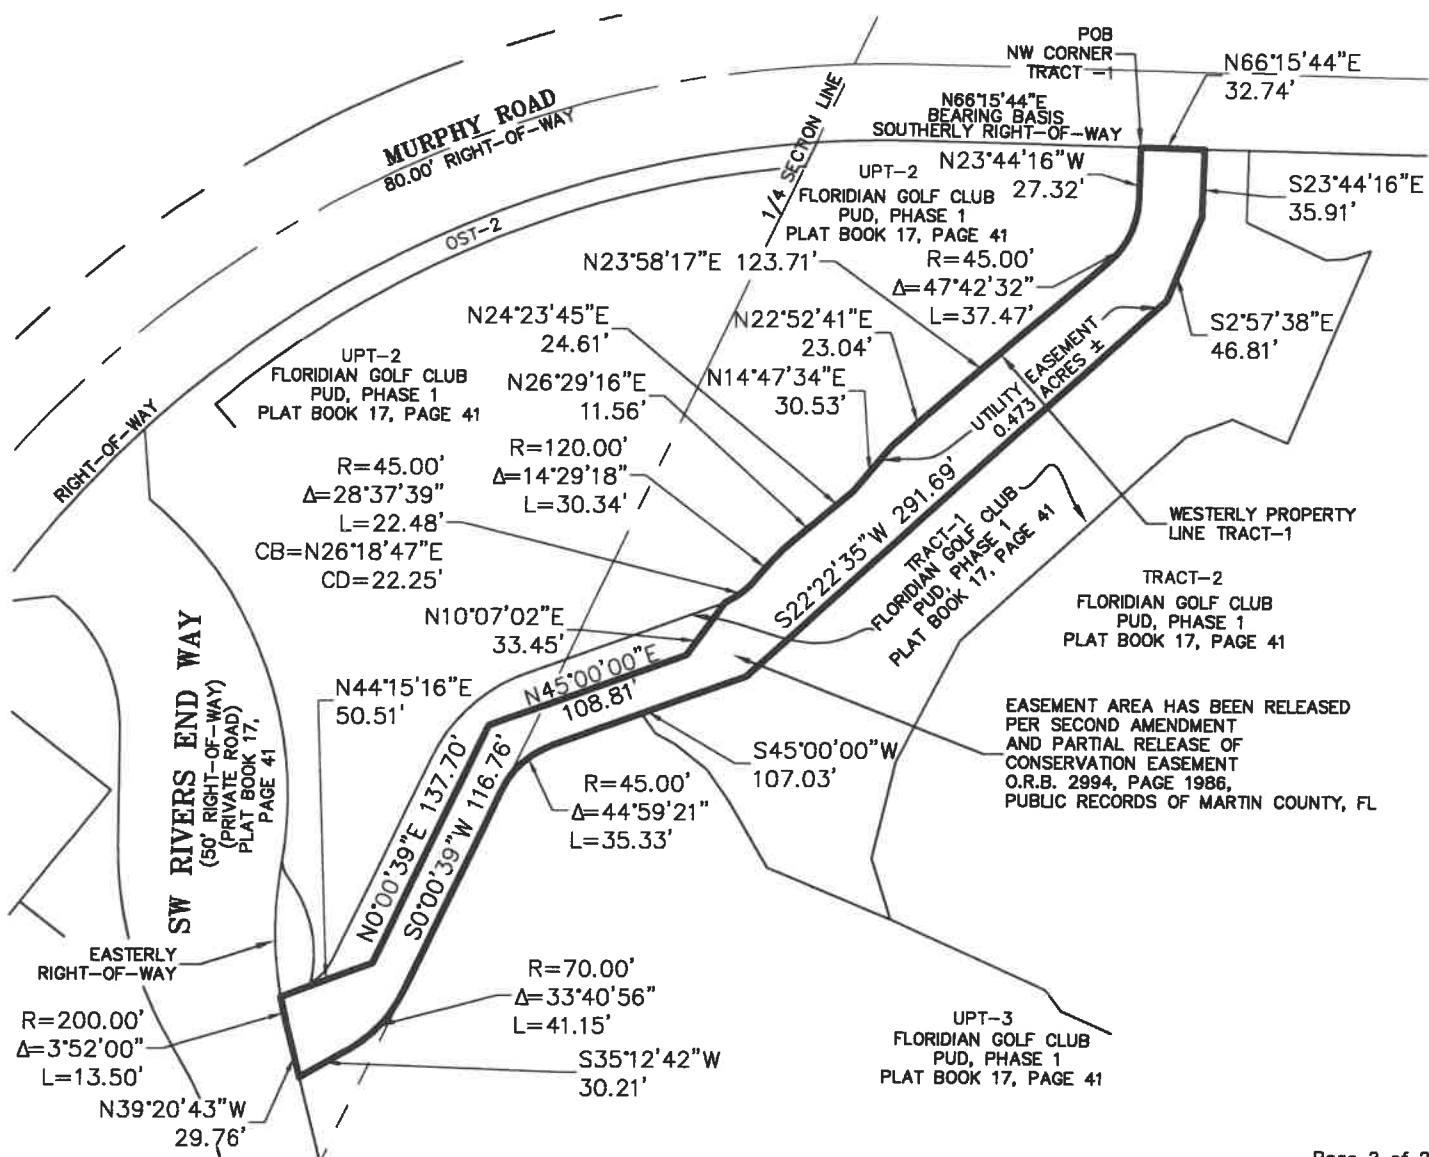 POB
NW CORNER
TRACT -1
N66°15'44"E
32.74'
MURPHY ROAD
80.00' RIGHT-OF-WAY
1/4 SECTION LINE
N66°15'44"E
BEARING BASIS
SOUTHERLY RIGHT-OF-WAY
N23°44'16"W
27.32'
S23°44'16"E
35.91'
UPT-2
FLORIDIAN GOLF CLUB
PUD, PHASE 1
PLAT BOOK 17, PAGE 41
OST-2
N23°58'17"E 123.71'
R=45.00'
Δ=47°42'32"
L=37.47'
N24°23'45"E
24.61'
N22°52'41"E
23.04'
S2°57'38"E
46.81'
UPT-2
FLORIDIAN GOLF CLUB
PUD, PHASE 1
PLAT BOOK 17, PAGE 41
N26°29'16"E
11.56'
N14°47'34"E
30.53'
UTILITY EASEMENT
0.473 ACRES ±
RIGHT-OF-WAY
R=45.00'
Δ=28°37'39"
L=22.48'
CB=N26°18'47"E
CD=22.25'
R=120.00'
Δ=14°29'18"
L=30.34'
S22°22'35"W 291.69'
TRACT-1
FLORIDIAN GOLF CLUB
PUD, PHASE 1
PLAT BOOK 17, PAGE 41
WESTERLY PROPERTY
LINE TRACT-1
TRACT-2
FLORIDIAN GOLF CLUB
PUD, PHASE 1
PLAT BOOK 17, PAGE 41
N10°07'02"E
33.45'
N45°00'00"E
108.81'
SW RIVERS END WAY
(50' RIGHT-OF-WAY)
(PRIVATE ROAD)
PLAT BOOK 17,
PAGE 41
N44°15'16"E
50.51'
EASEMENT AREA HAS BEEN RELEASED
PER SECOND AMENDMENT
AND PARTIAL RELEASE OF
CONSERVATION EASEMENT
O.R.B. 2994, PAGE 1986,
PUBLIC RECORDS OF MARTIN COUNTY, FL
S45°00'00"W
107.03'
R=45.00'
Δ=44°59'21"
L=35.33'
N0°00'39"E 137.70'
S0°00'39"W 116.76'
EASTERLY
RIGHT-OF-WAY
R=70.00'
Δ=33°40'56"
L=41.15'
R=200.00'
Δ=3°52'00"
L=13.50'
S35°12'42"W
30.21'
UPT-3
FLORIDIAN GOLF CLUB
PUD, PHASE 1
PLAT BOOK 17, PAGE 41
N39°20'43"W
29.76'
Page 2 of 2